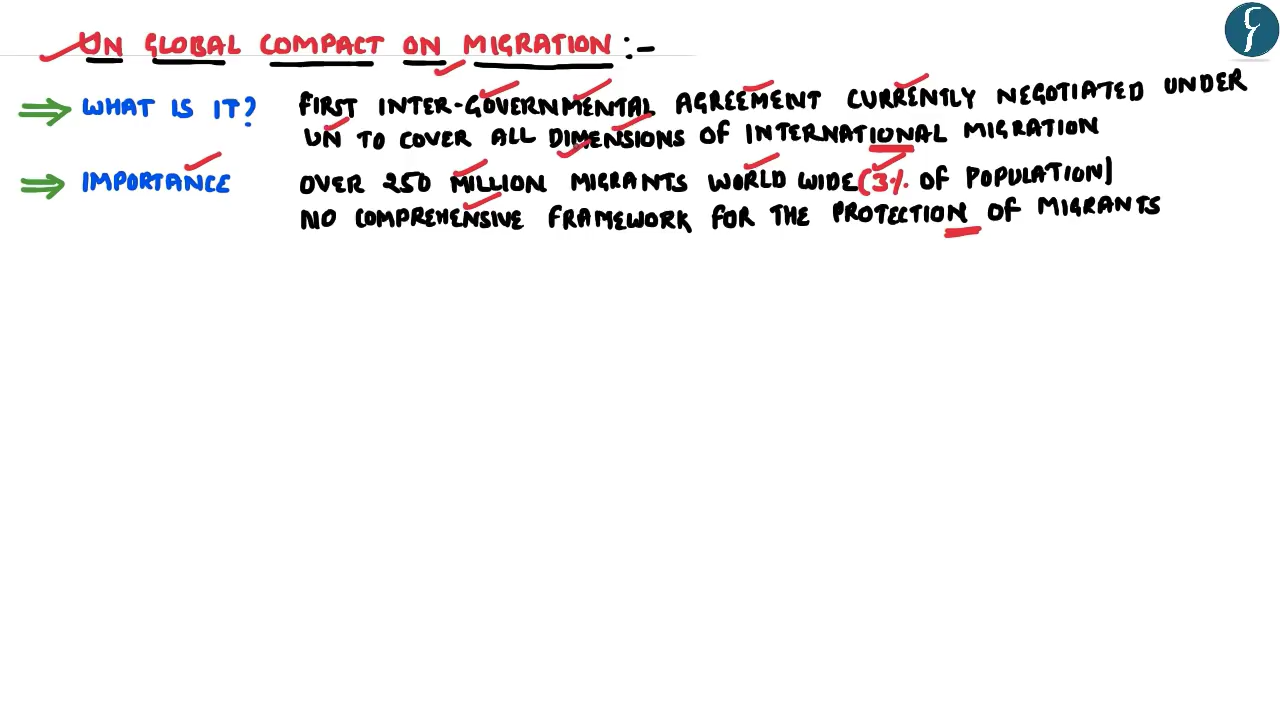 UN GLOBAL COMPACT ON MIGRATION :-
WHAT IS IT? FIRST INTER-GOVERNMENTAL AGREEMENT CURRENTLY NEGOTIATED UNDER
UN TO COVER ALL DIMENSIONS OF INTERNATIONAL MIGRATION
IMPORTANCE OVER 250 MILLION MIGRANTS WORLD WIDE (3% OF POPULATION)
NO COMPREHENSIVE FRAMEWORK FOR THE PROTECTION OF MIGRANTS